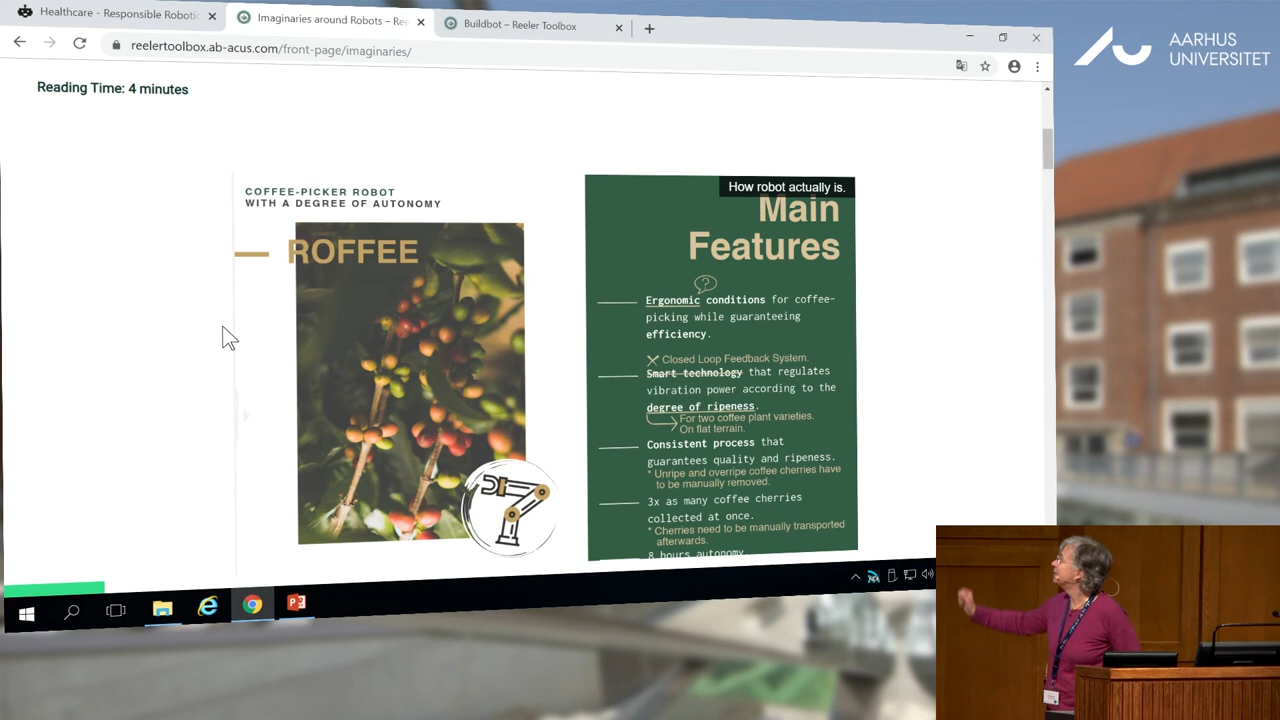 Healthcare - Responsible Robotic
Imaginaries around Robots – Ree
Buildbot – Reeler Toolbox
reelertoolbox.ab-acus.com/front-page/imaginaries/
AARHUS
UNIVERSITET
Reading Time: 4 minutes
COFFEE-PICKER ROBOT
WITH A DEGREE OF AUTONOMY
ROFFEE
How robot actually is.
Main
Features
?
Ergonomic conditions for coffee-
picking while guaranteeing
efficiency.
Closed Loop Feedback System.
Smart technology that regulates
vibration power according to the
degree of ripeness.
For two coffee plant varieties.
On flat terrain.
Consistent process that
guarantees quality and ripeness.
* Unripe and overripe coffee cherries have
to be manually removed.
3x as many coffee cherries
collected at once.
* Cherries need to be manually transported
afterwards.
8 hours autonomy